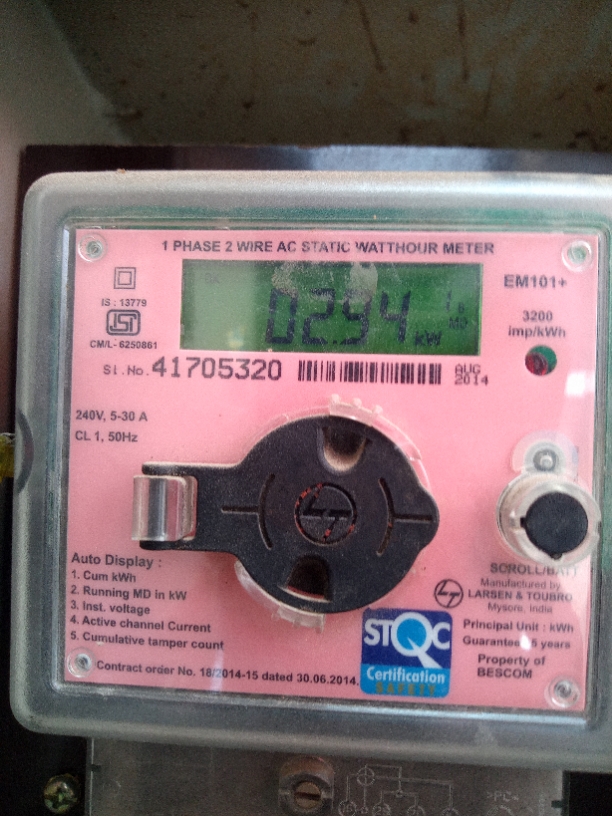 1 PHASE 2 WIRE AC STATIC WATTHOUR METER
EM101+
IS : 13779
CM/L- 6250861
3200
imp/kWh
kW
MD
Sl.No.41705320
AUG
2014
240V, 5-30 A
CL 1, 50Hz
LT
SCROLL/BATT
Auto Display :
1. Cum kWh
2. Running MD in kW
3. Inst. voltage
4. Active channel Current
5. Cumulative tamper count
Manufactured by
LARSEN & TOUBRO
Mysore, India
Principal Unit : kWh
Guarantee 5 years
Property of
BESCOM
STQC
Certification
Contract order No. 18/2014-15 dated 30.06.2014.